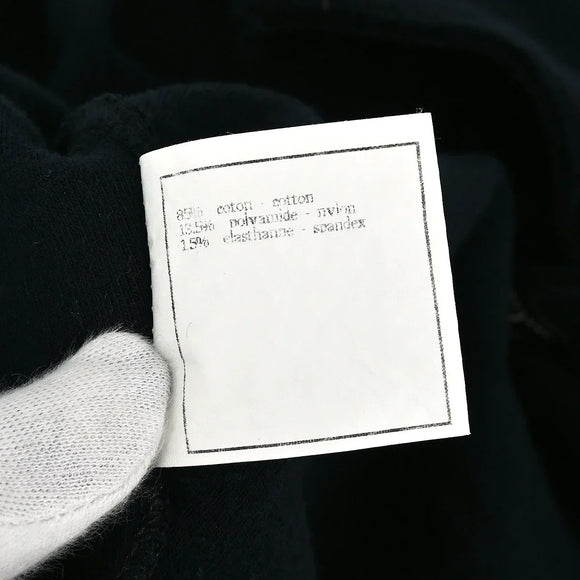 85% coton - cotton
13.5% polyamide - nylon
1.5% elasthanne - spandex